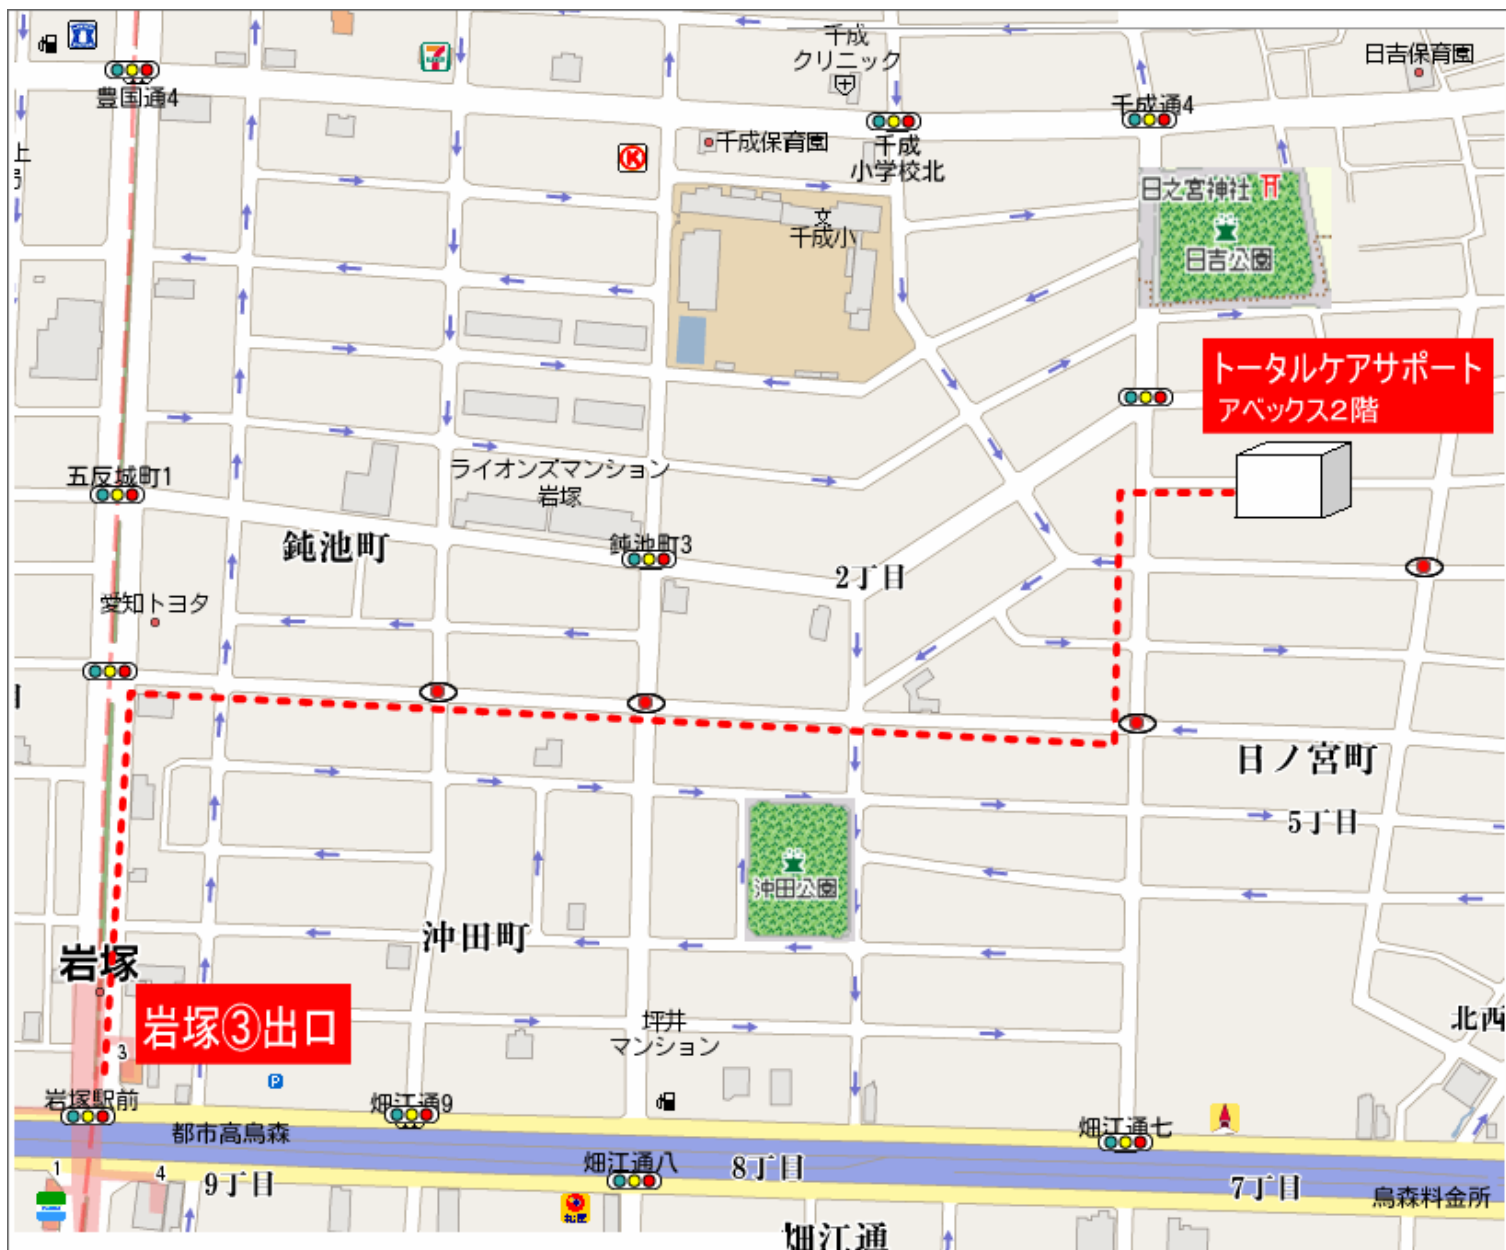 千成
クリニック
日吉保育園
豊国通4
千成通4
千成保育園
千成
小学校北
日之宮神社
千成小
日吉公園
トータルケアサポート
アベックス2階
五反城町1
ライオンズマンション
岩塚
鈍池町
鈍池町3
2丁目
愛知トヨタ
日ノ宮町
5丁目
沖田公園
沖田町
岩塚
岩塚③出口
坪井
マンション
北西
3
P
岩塚駅前
畑江通9
都市高烏森
畑江通七
畑江通八
8丁目
1
4
9丁目
7丁目
烏森料金所
畑江通